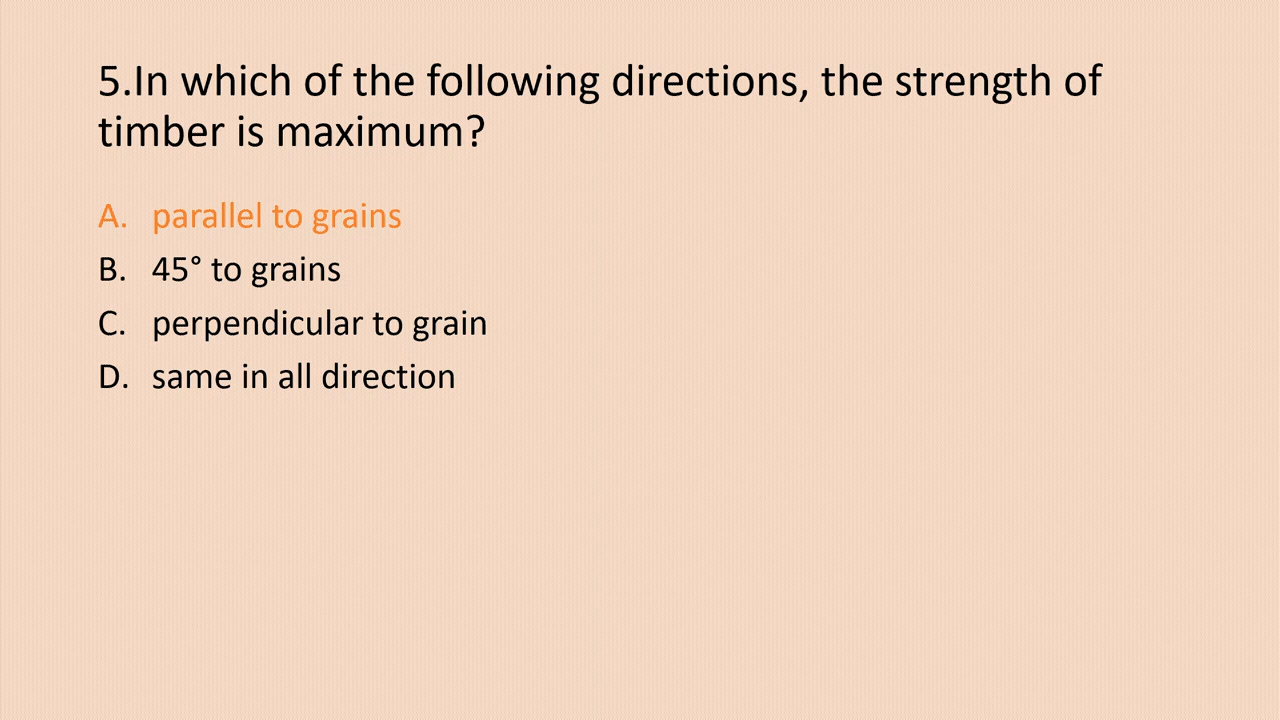 5.In which of the following directions, the strength of
timber is maximum?
A. parallel to grains
B. 45° to grains
C. perpendicular to grain
D. same in all direction